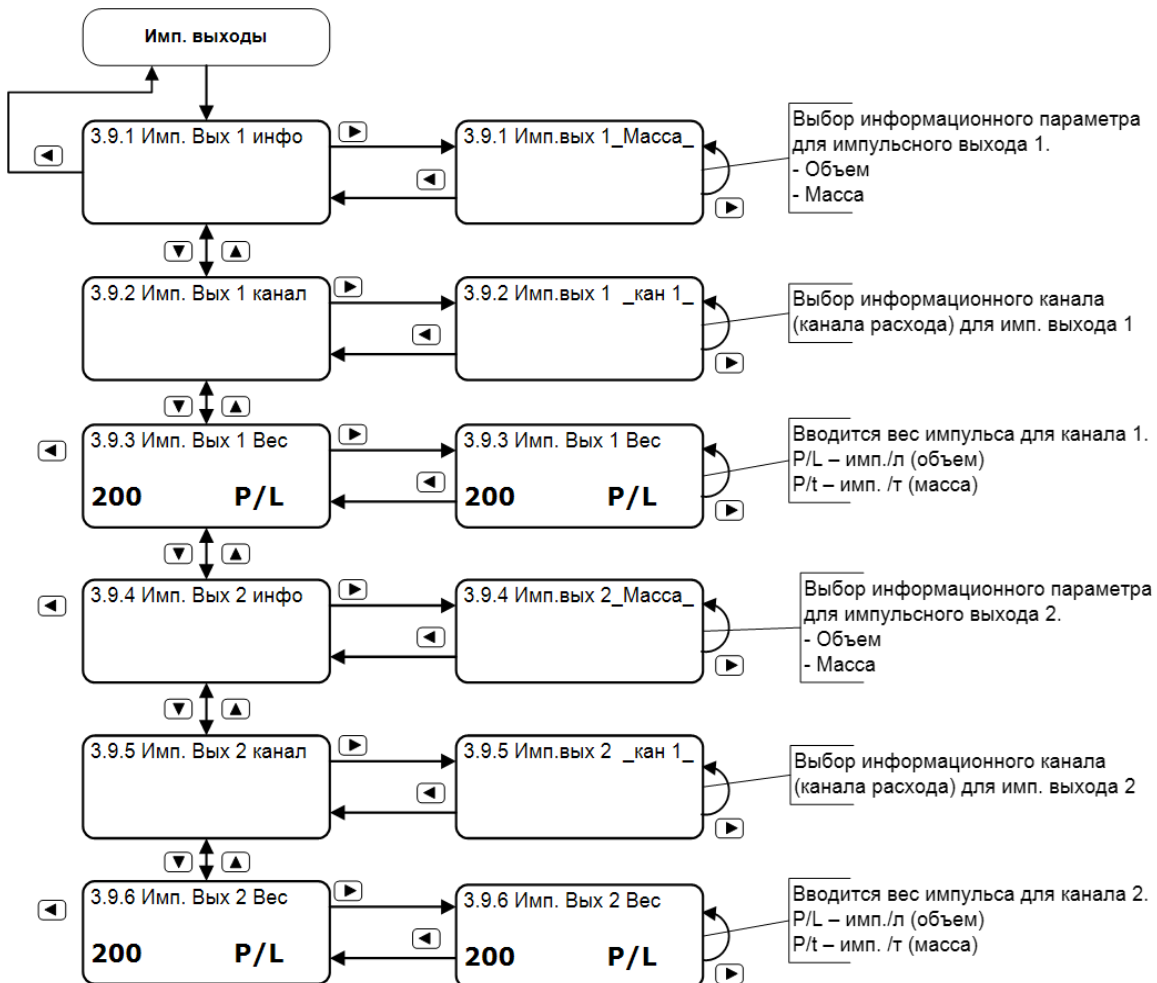 Имп. выходы
3.9.1 Имп. Вых 1 инфо
3.9.1 Имп.вых 1_Масса_
Выбор информационного параметра
для импульсного выхода 1.
- Объем
- Масса
3.9.2 Имп. Вых 1 канал
3.9.2 Имп.вых 1 _кан 1_
Выбор информационного канала
(канала расхода) для имп. выхода 1
3.9.3 Имп. Вых 1 Вес
200 P/L
3.9.3 Имп. Вых 1 Вес
200 P/L
Вводится вес импульса для канала 1.
P/L – имп./л (объем)
P/t – имп. /т (масса)
3.9.4 Имп. Вых 2 инфо
3.9.4 Имп.вых 2_Масса_
Выбор информационного параметра
для импульсного выхода 2.
- Объем
- Масса
3.9.5 Имп. Вых 2 канал
3.9.5 Имп.вых 2 _кан 1_
Выбор информационного канала
(канала расхода) для имп. выхода 2
3.9.6 Имп. Вых 2 Вес
200 P/L
3.9.6 Имп. Вых 2 Вес
200 P/L
Вводится вес импульса для канала 2.
P/L – имп./л (объем)
P/t – имп. /т (масса)